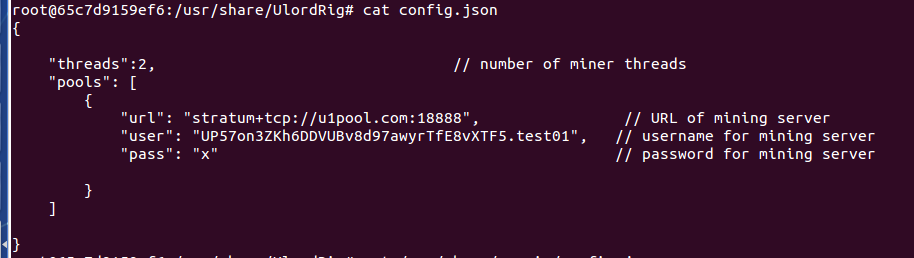 root@65c7d9159ef6:/usr/share/UlordRig# cat config.json
{
"threads":2, // number of miner threads
"pools": [
{
"url": "stratum+tcp://u1pool.com:18888", // URL of mining server
"user": "UP57on3ZKh6DDVUBv8d97awyrTfE8vXTF5.test01", // username for mining server
"pass": "x" // password for mining server
}
]
}